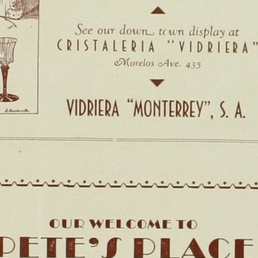 See our down town display at
CRISTALERIA "VIDRIERA"
Morelos Ave. 435
VIDRIERA "MONTERREY", S. A.
OUR WELCOME TO
PETE'S PLACE